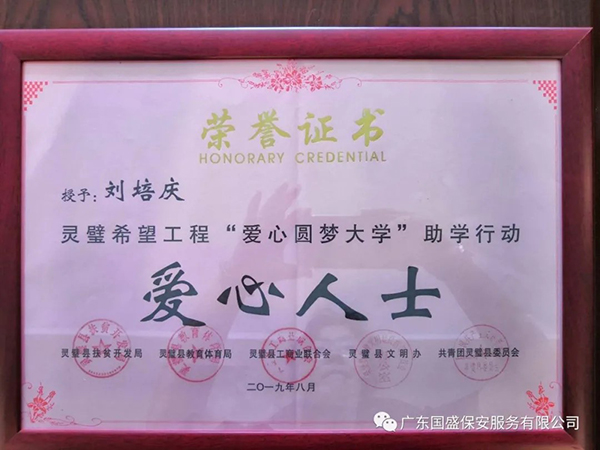 荣誉证书
HONORARY CREDENTIAL
授予：刘培庆
灵璧希望工程“爱心圆梦大学”助学行动
爱心人士
灵璧县扶贫开发局 灵璧县教育体育局 灵璧县工商业联合会 灵璧县文明办 共青团灵璧县委员会
二〇一九年八月
广东国盛保安服务有限公司